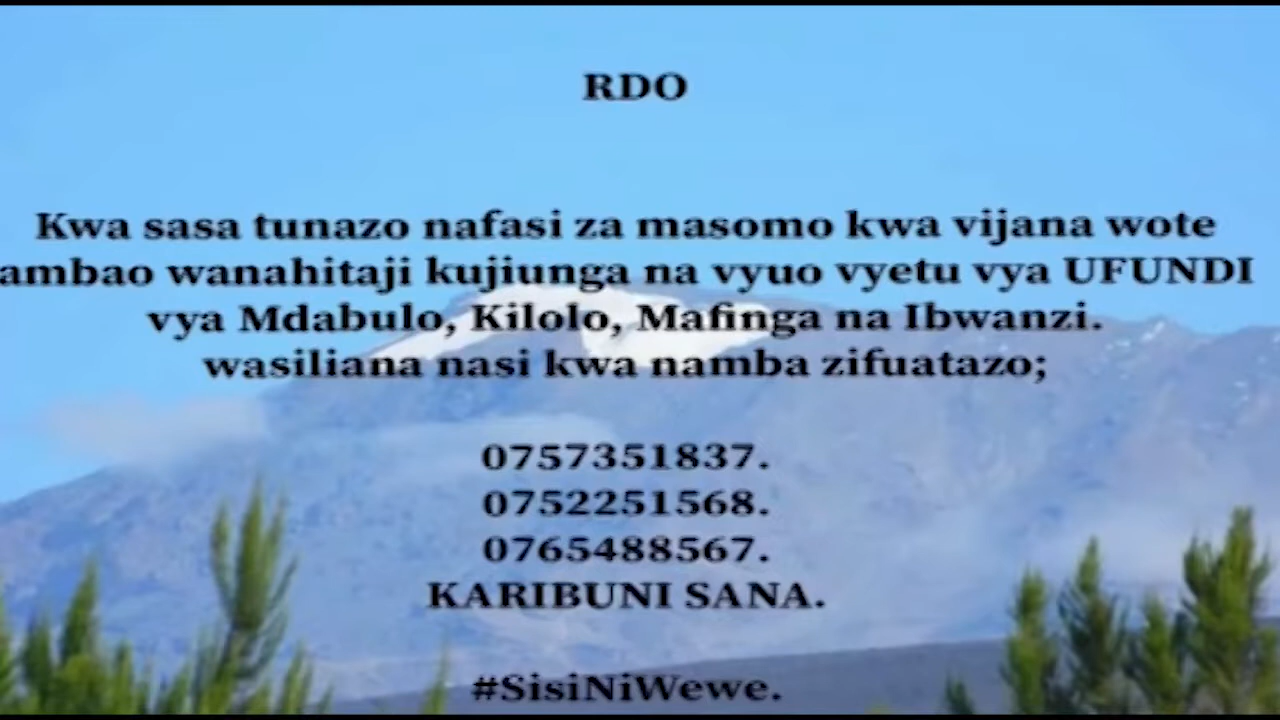 RDO
Kwa sasa tunazo nafasi za masomo kwa vijana wote
ambao wanahitaji kujiunga na vyuo vyetu vya UFUNDI
vya Mdabulo, Kilolo, Mafinga na Ibwanzi.
wasiliana nasi kwa namba zifuatazo;
0757351837.
0752251568.
0765488567.
KARIBUNI SANA.
#SisiNiWewe.